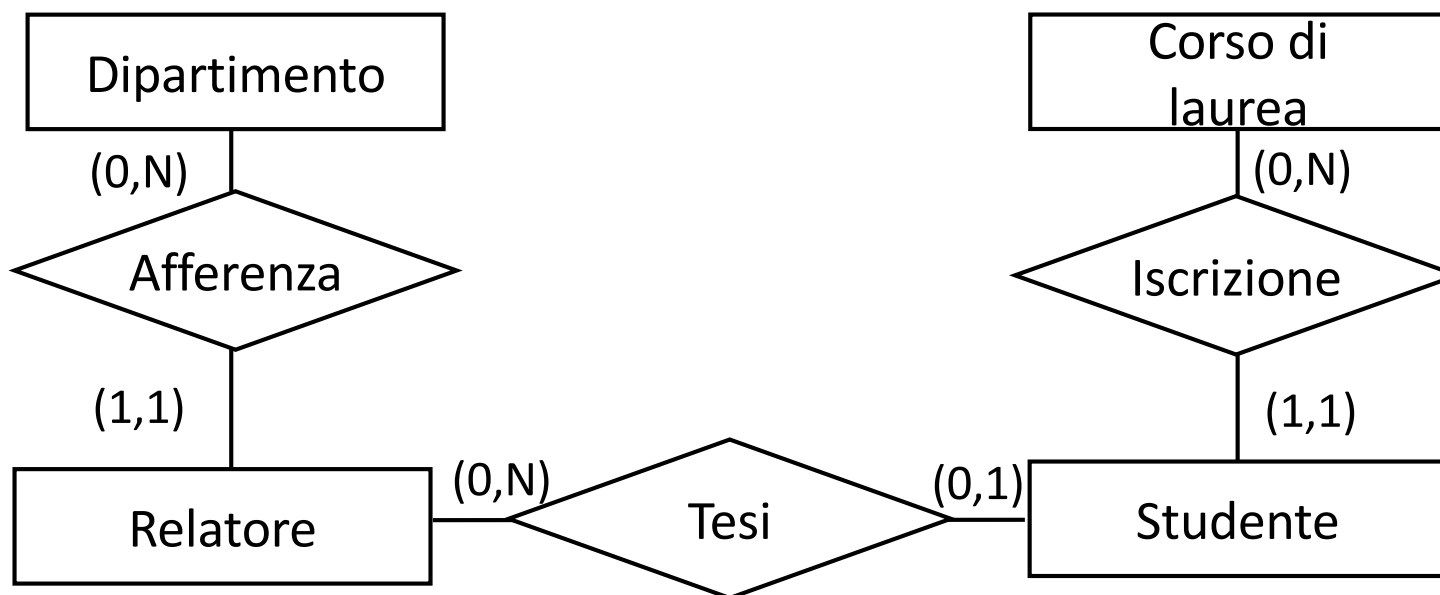 Dipartimento
Corso di
laurea
(0,N)
(0,N)
Afferenza
Iscrizione
(1,1)
(1,1)
(0,N)
(0,1)
Relatore
Tesi
Studente